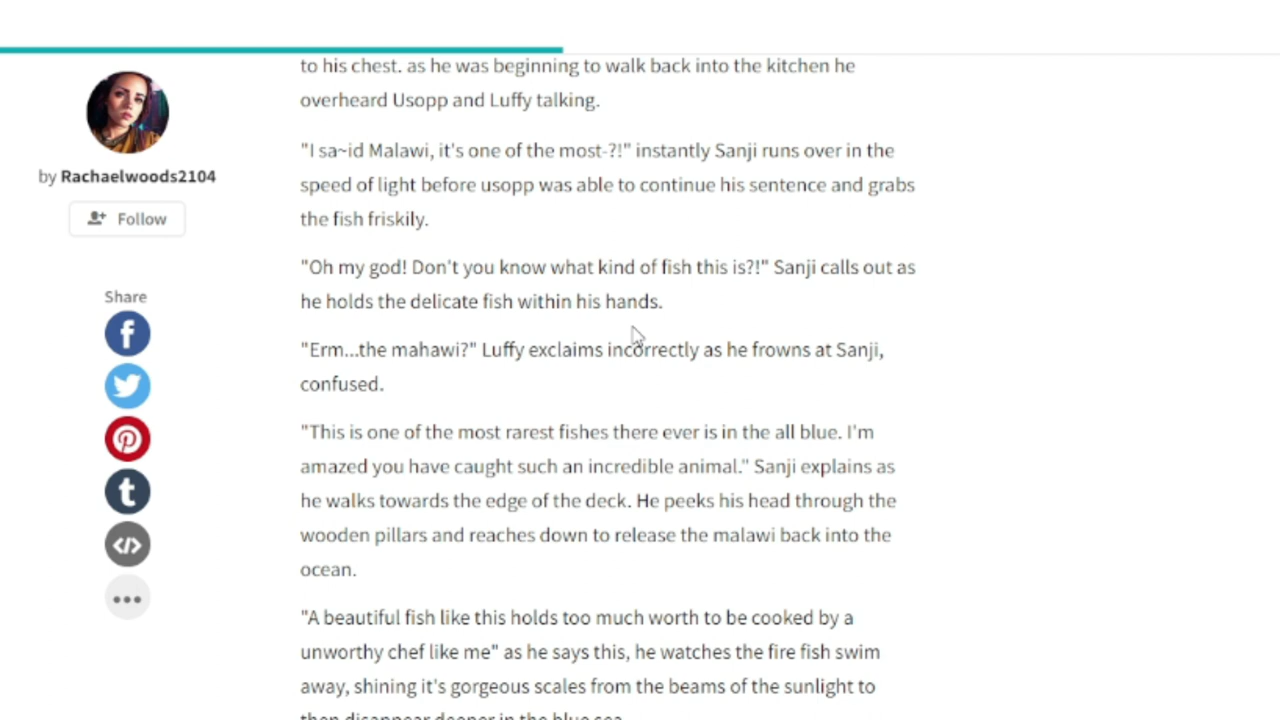 to his chest. as he was beginning to walk back into the kitchen he
overheard Usopp and Luffy talking.
by Rachaelwoods2104
Follow
"I sa~id Malawi, it's one of the most-?!" instantly Sanji runs over in the
speed of light before usopp was able to continue his sentence and grabs
the fish friskily.
"Oh my god! Don't you know what kind of fish this is?!" Sanji calls out as
he holds the delicate fish within his hands.
Share
"Erm...the mahawi?" Luffy exclaims incorrectly as he frowns at Sanji,
confused.
"This is one of the most rarest fishes there ever is in the all blue. I'm
amazed you have caught such an incredible animal." Sanji explains as
he walks towards the edge of the deck. He peeks his head through the
wooden pillars and reaches down to release the malawi back into the
ocean.
"A beautiful fish like this holds too much worth to be cooked by a
unworthy chef like me" as he says this, he watches the fire fish swim
away, shining it's gorgeous scales from the beams of the sunlight to
then disappear deeper in the blue sea